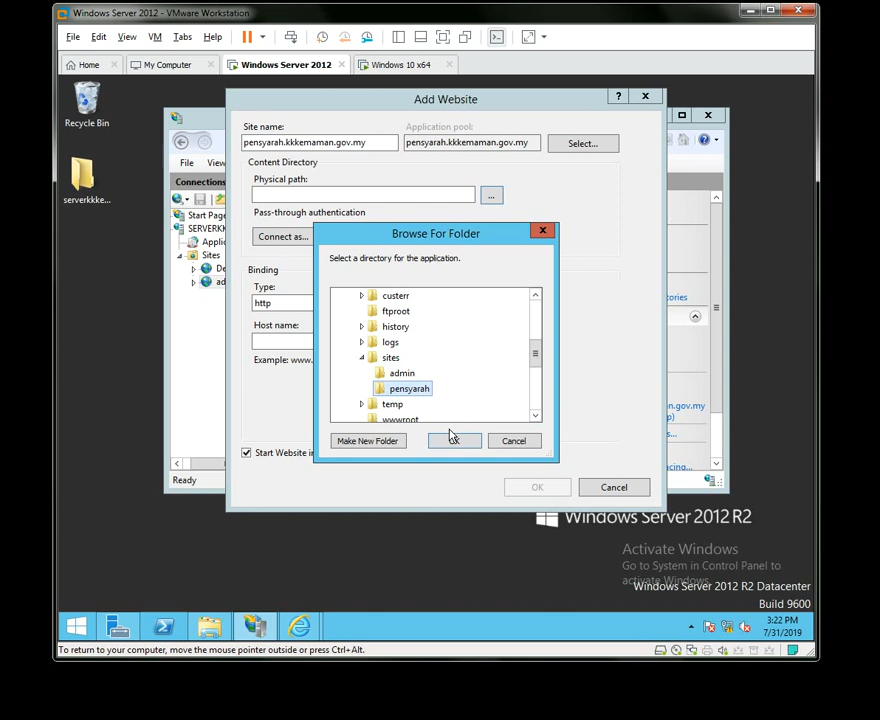 Windows Server 2012 - VMware Workstation
File Edit View VM Tabs Help
Home My Computer Windows Server 2012 Windows 10 x64
Recycle Bin
serverkkke...
File View
Connections
Start Page
SERVERKK
Applic
Sites
De
ad
Ready
Add Website
?
Site name: Application pool:
pensyarah.kkkemaman.gov.my pensyarah.kkkemaman.gov.my Select...
Content Directory
Physical path:
...
Pass-through authentication
Connect as...
Binding
Type:
http
Host name:
Example: www.
Start Website im
OK Cancel
Browse For Folder
Select a directory for the application.
custerr
ftproot
history
logs
sites
admin
pensyarah
temp
wwwroot
Make New Folder Cancel
tories
.gov.my
s...
acing...
Windows Server 2012 R2
Activate Windows
Go to System in Control Panel to
activate Windows.
Windows Server 2012 R2 Datacenter
Build 9600
3:22 PM
7/31/2019
To return to your computer, move the mouse pointer outside or press Ctrl+Alt.